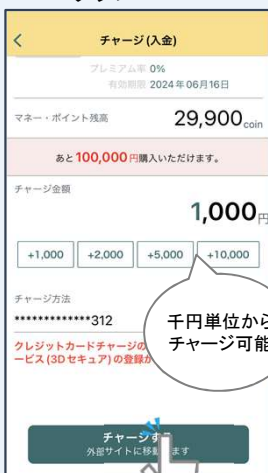 チャージ(入金)
プレミアム率 0%
有効期限 2024年06月16日
マネー・ポイント残高 29,900 coin
あと100,000円購入いただけます。
チャージ金額
1,000円
+1,000 +2,000 +5,000 +10,000
チャージ方法
*************312
千円単位から
チャージ可能
クレジットカードチャージの
ービス(3Dセキュア)の登録が
チャージす
外部サイトに移動 ます